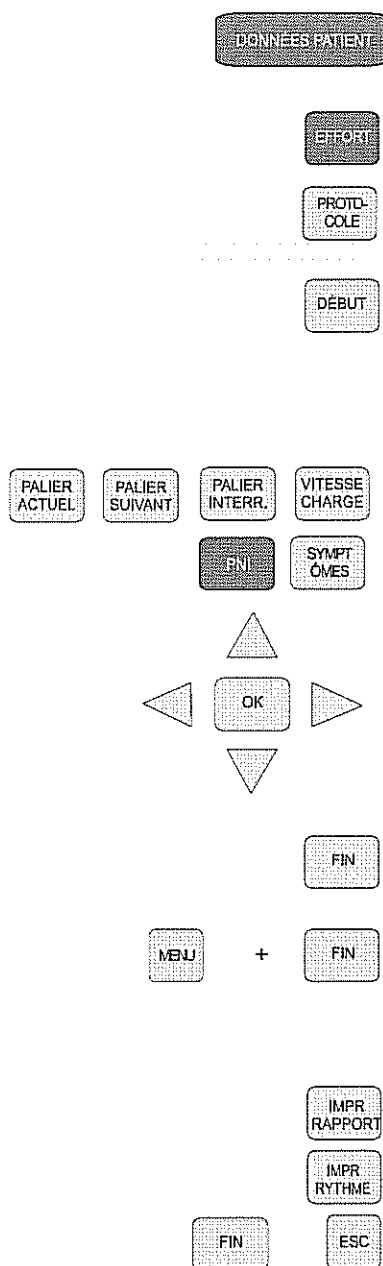 DONNÉES PATIENT
EFFORT
PROTO-
COLE
DÉBUT
PALIER
ACTUEL
PALIER
SUIVANT
PALIER
INTERR.
VITESSE
CHARGE
PNI
SYMPT
ÔMES
OK
FIN
MENU
+
FIN
IMPR
RAPPORT
IMPR
RYTHME
FIN
ESC